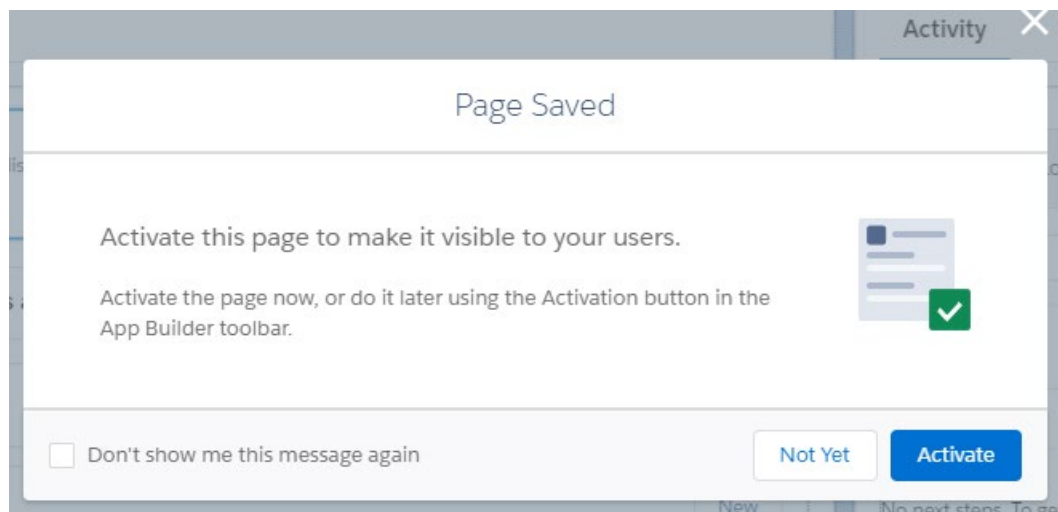 Activity
Page Saved
Activate this page to make it visible to your users.
Activate the page now, or do it later using the Activation button in the
App Builder toolbar.
Don't show me this message again
Not Yet
Activate
New
No next steps. To ge